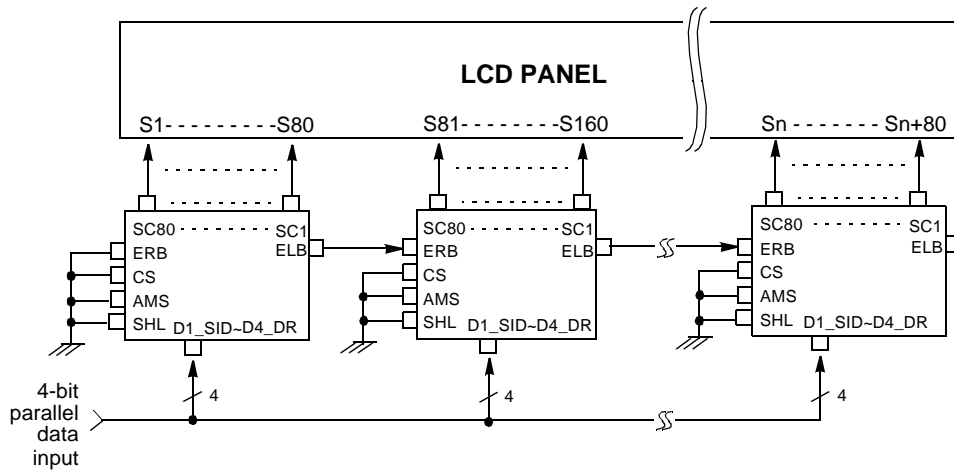 LCD PANEL
S1- - - - - - - - -S80
S81- - - - - - - -S160
Sn - - - - - - - Sn+80
SC80 - - - - - - - SC1
ERB
ELB
CS
AMS
SHL
D1_SID~D4_DR
SC80 - - - - - - - SC1
ERB
ELB
CS
AMS
SHL
D1_SID~D4_DR
SC80 - - - - - - - SC1
ERB
ELB
CS
AMS
SHL
D1_SID~D4_DR
4-bit
parallel
data
input
4
4
4